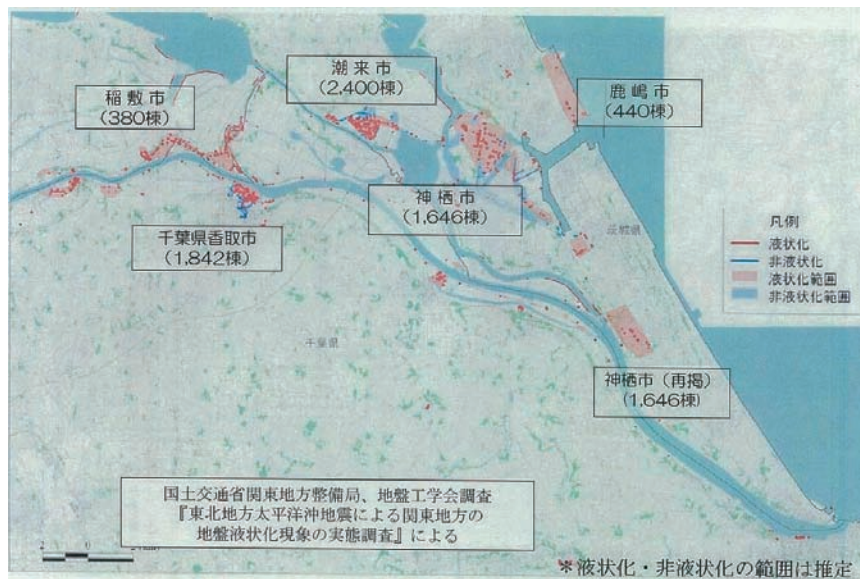 潮来市
(2,400棟)
鹿嶋市
(440棟)
稲敷市
(380棟)
神栖市
(1,646棟)
千葉県香取市
(1,842棟)
凡例
液状化
非液状化
液状化範囲
非液状化範囲
茨城県
千葉県
神栖市(再掲)
(1,646棟)
国土交通省関東地方整備局、地盤工学会調査
『東北地方太平洋沖地震による関東地方の
地盤液状化現象の実態調査』による
*液状化・非液状化の範囲は推定